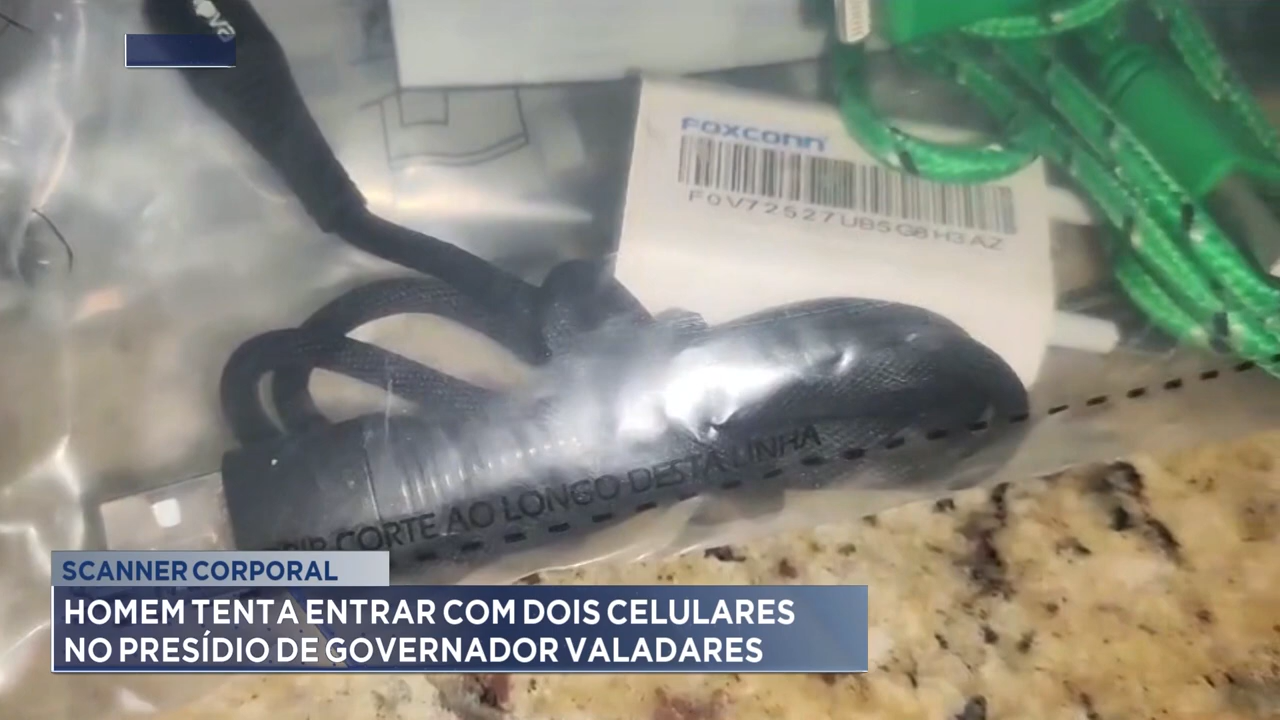 FOXCONN
F0V72527UB5G8H3AZ
CORTE AO LONGO DESTA LINHA
SCANNER CORPORAL
HOMEM TENTA ENTRAR COM DOIS CELULARES
NO PRESÍDIO DE GOVERNADOR VALADARES